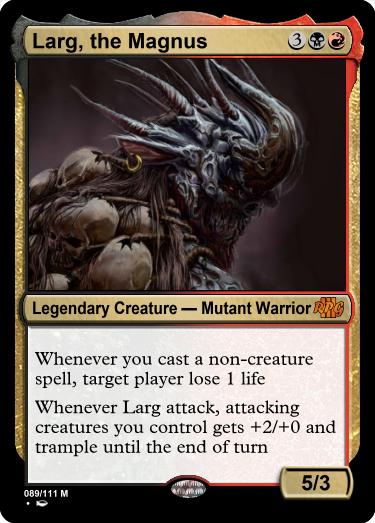 Larg, the Magnus 3
Legendary Creature — Mutant Warrior RPG
Whenever you cast a non-creature
spell, target player lose 1 life
Whenever Larg attack, attacking
creatures you control gets +2/+0 and
trample until the end of turn
5/3
089/111 M